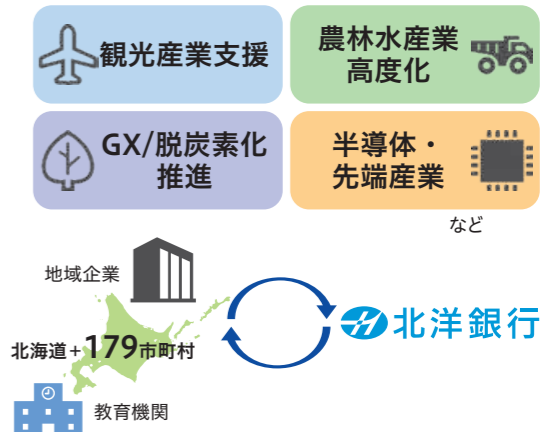 観光産業支援
農林水産業
高度化
GX/脱炭素化
推進
半導体・
先端産業
など
地域企業
北海道+179市町村
北洋銀行
教育機関